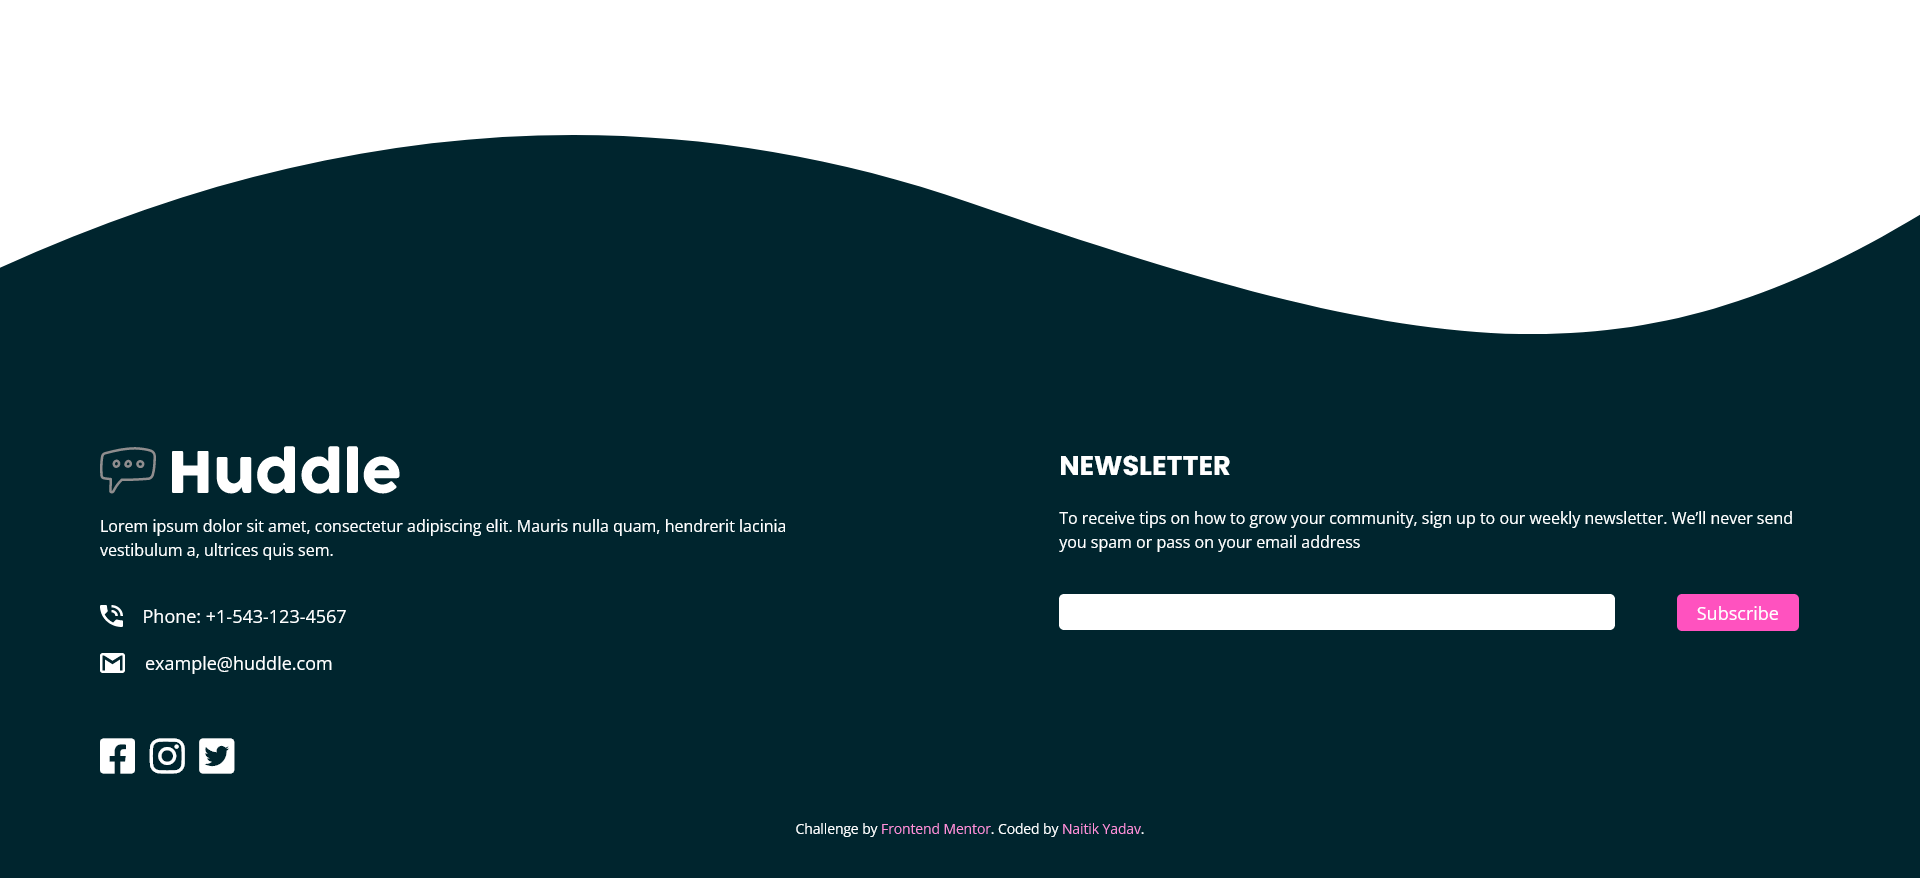 Huddle
Lorem ipsum dolor sit amet, consectetur adipiscing elit. Mauris nulla quam, hendrerit lacinia
vestibulum a, ultrices quis sem.
Phone: +1-543-123-4567
example@huddle.com
NEWSLETTER
To receive tips on how to grow your community, sign up to our weekly newsletter. We’ll never send
you spam or pass on your email address
Subscribe
Challenge by Frontend Mentor. Coded by Naitik Yadav.